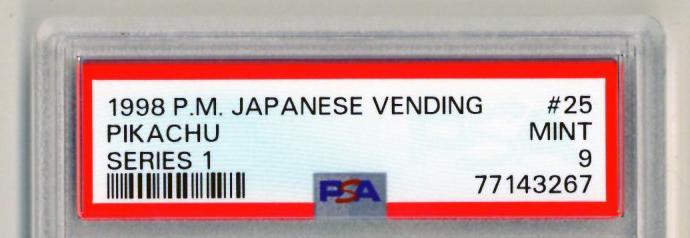 1998 P.M. JAPANESE VENDING #25
PIKACHU MINT
SERIES 1 9
PSA 77143267